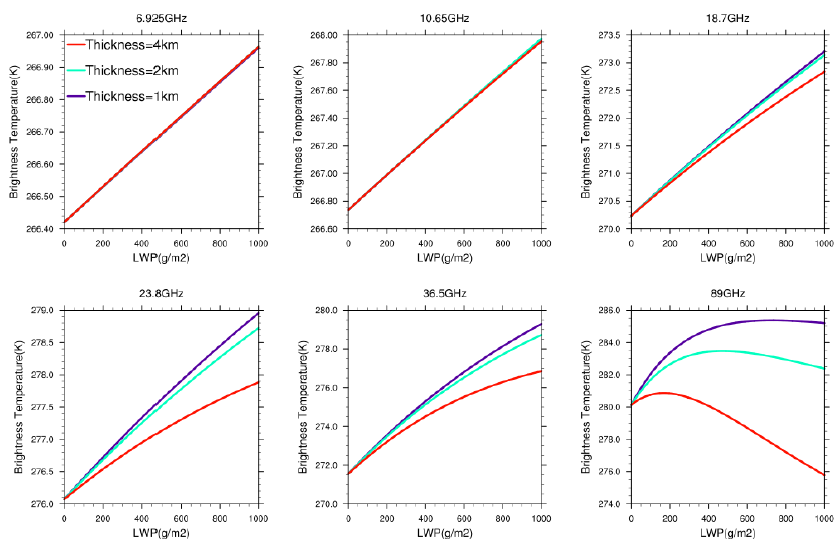 6.925GHz
10.65GHz
18.7GHz
267.00
266.90
266.80
266.70
266.60
266.50
266.40
Brightness Temperature(K)
Thickness=4km
Thickness=2km
Thickness=1km
0 200 400 600 800 1000
LWP(g/m2)
268.00
267.80
267.60
267.40
267.20
267.00
266.80
266.60
Brightness Temperature(K)
0 200 400 600 800 1000
LWP(g/m2)
273.5
273.0
272.5
272.0
271.5
271.0
270.5
270.0
Brightness Temperature(K)
0 200 400 600 800 1000
LWP(g/m2)
23.8GHz
36.5GHz
89GHz
279.0
278.5
278.0
277.5
277.0
276.5
276.0
Brightness Temperature(K)
0 200 400 600 800 1000
LWP(g/m2)
280.0
278.0
276.0
274.0
272.0
270.0
Brightness Temperature(K)
0 200 400 600 800 1000
LWP(g/m2)
286.0
284.0
282.0
280.0
278.0
276.0
274.0
Brightness Temperature(K)
0 200 400 600 800 1000
LWP(g/m2)